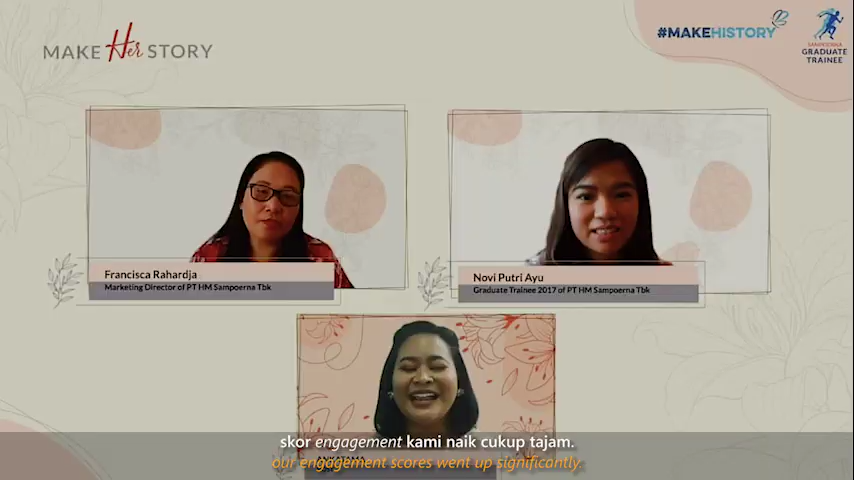 MAKE Her STORY
#MAKEHISTORY
SAMPOERNA
GRADUATE
TRAINEE
Francisca Rahardja
Marketing Director of PT HM Sampoerna Tbk
Novi Putri Ayu
Graduate Trainee 2017 of PT HM Sampoerna Tbk
skor engagement kami naik cukup tajam.
our engagement scores went up significantly.